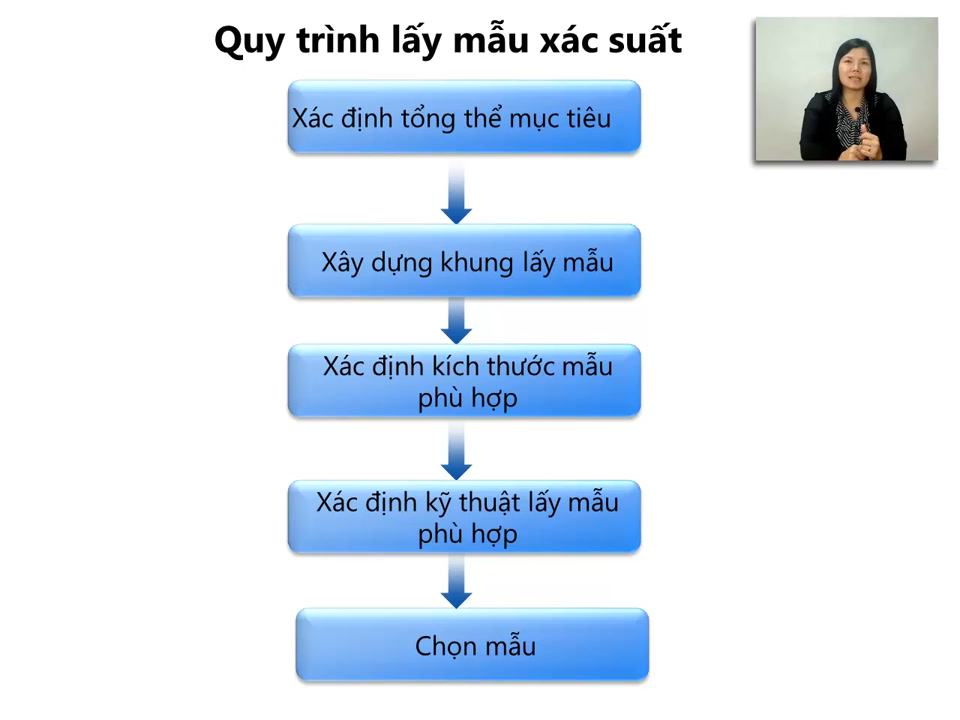 Quy trình lấy mẫu xác suất
Xác định tổng thể mục tiêu
Xây dựng khung lấy mẫu
Xác định kích thước mẫu
phù hợp
Xác định kỹ thuật lấy mẫu
phù hợp
Chọn mẫu